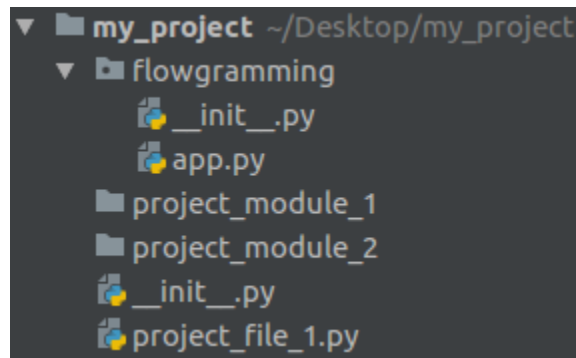 my_project ~/Desktop/my_project
flowgramming
__init__.py
app.py
project_module_1
project_module_2
__init__.py
project_file_1.py